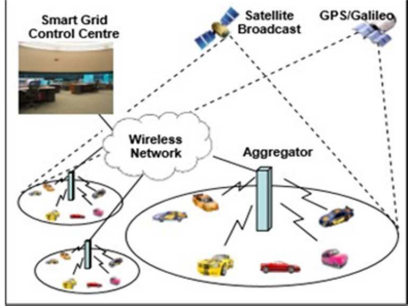 Smart Grid
Control Centre
Satellite
Broadcast
GPS/Galileo
Wireless
Network
Aggregator